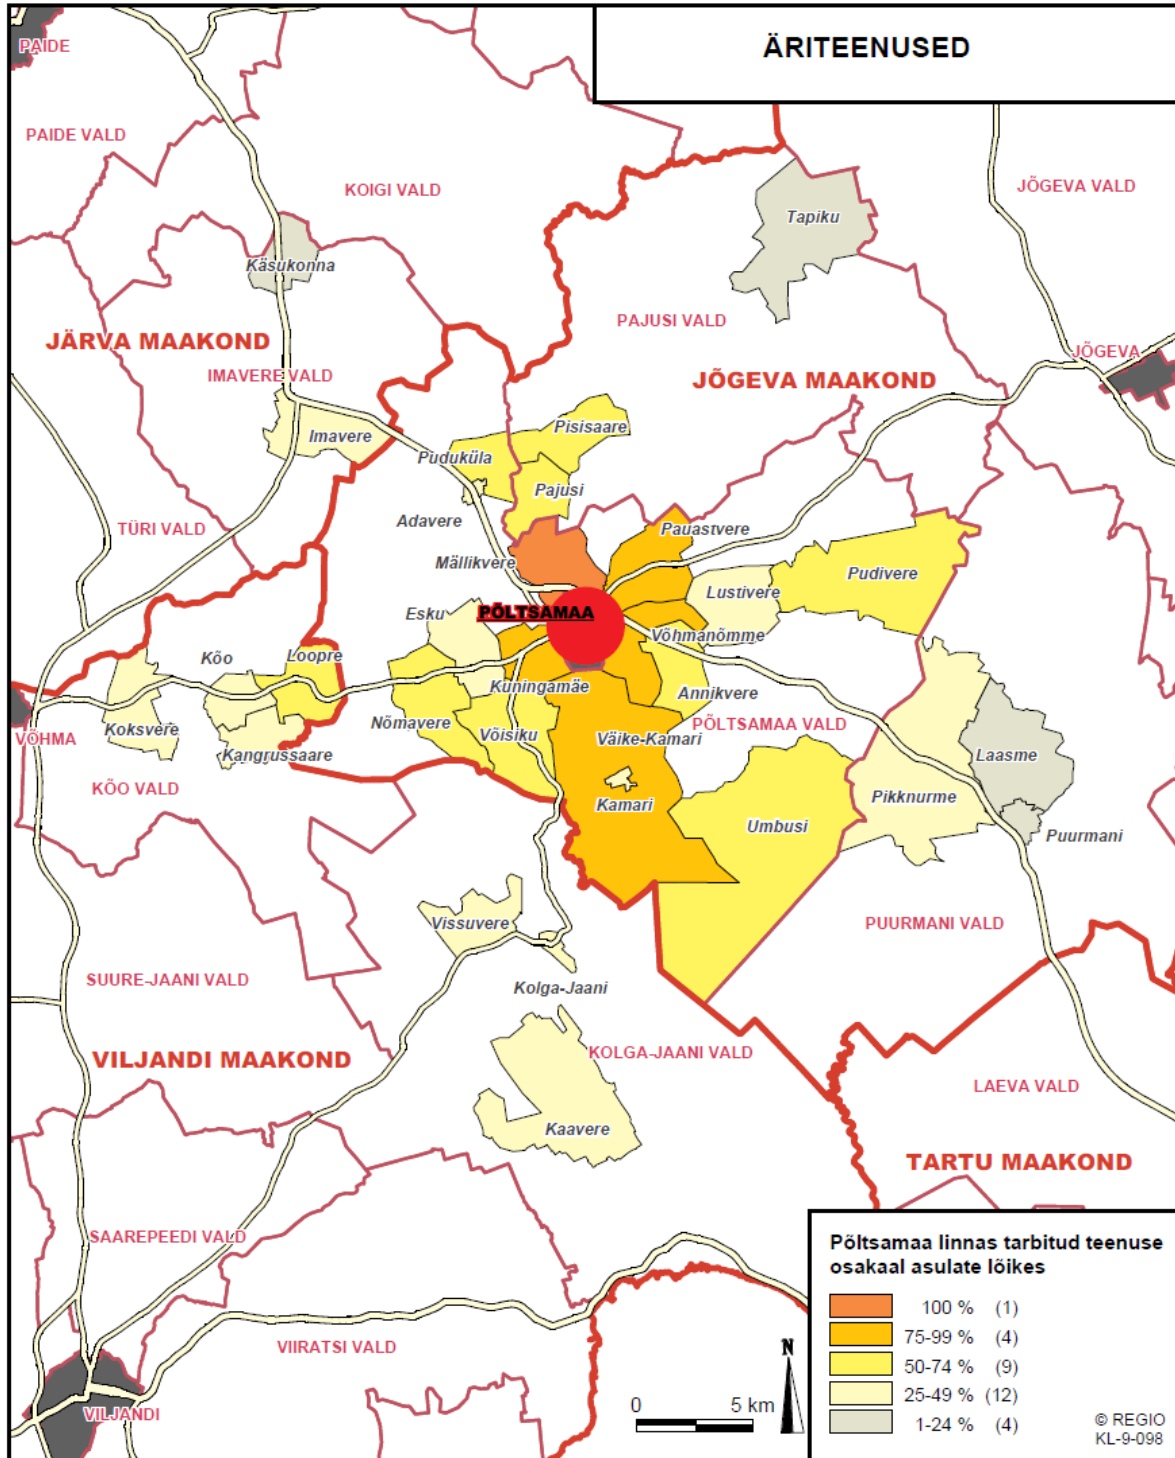 ÄRITEENUSED
PAIDE
PAIDE VALD
KOIGI VALD
JÕGEVA VALD
Tapiku
Käsukonna
PAJUSI VALD
JÄRVA MAAKOND
JÕGEVA
IMAVERE VALD
JÕGEVA MAAKOND
Pisisaare
Imavere
Puduküla
Pajusi
Adavere
TÜRI VALD
Pauastvere
Mällikvere
Pudivere
Lustivere
Esku
PÕLTSAMAA
Võhmanõmme
Kõo
Loopre
Kuningamäe
Annikvere
Nõmavere
PÕLTSAMAA VALD
Koksvere
Võisiku
Väike-Kamari
VÕHMA
Kangrussaare
Laasme
KÕO VALD
Pikknurme
Kamari
Umbusi
Puurmani
Vissuvere
PUURMANI VALD
SUURE-JAANI VALD
Kolga-Jaani
VILJANDI MAAKOND
KOLGA-JAANI VALD
LAEVA VALD
Kaavere
TARTU MAAKOND
SAAREPEEDI VALD
VIIRATSI VALD
VILJANDI
N
0 5 km
Põltsamaa linnas tarbitud teenuse
osakaal asulate lõikes
100 % (1)
75-99 % (4)
50-74 % (9)
25-49 % (12)
1-24 % (4)
© REGIO
KL-9-098